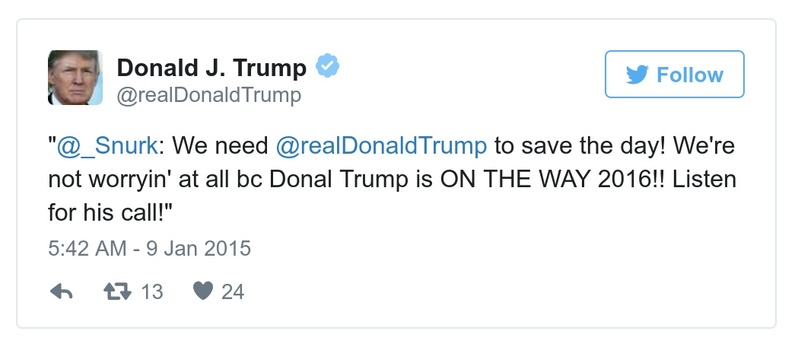 Donald J. Trump
@realDonaldTrump
Follow
"@_Snurk: We need @realDonaldTrump to save the day! We're
not worryin' at all bc Donal Trump is ON THE WAY 2016!! Listen
for his call!"
5:42 AM - 9 Jan 2015
13 24